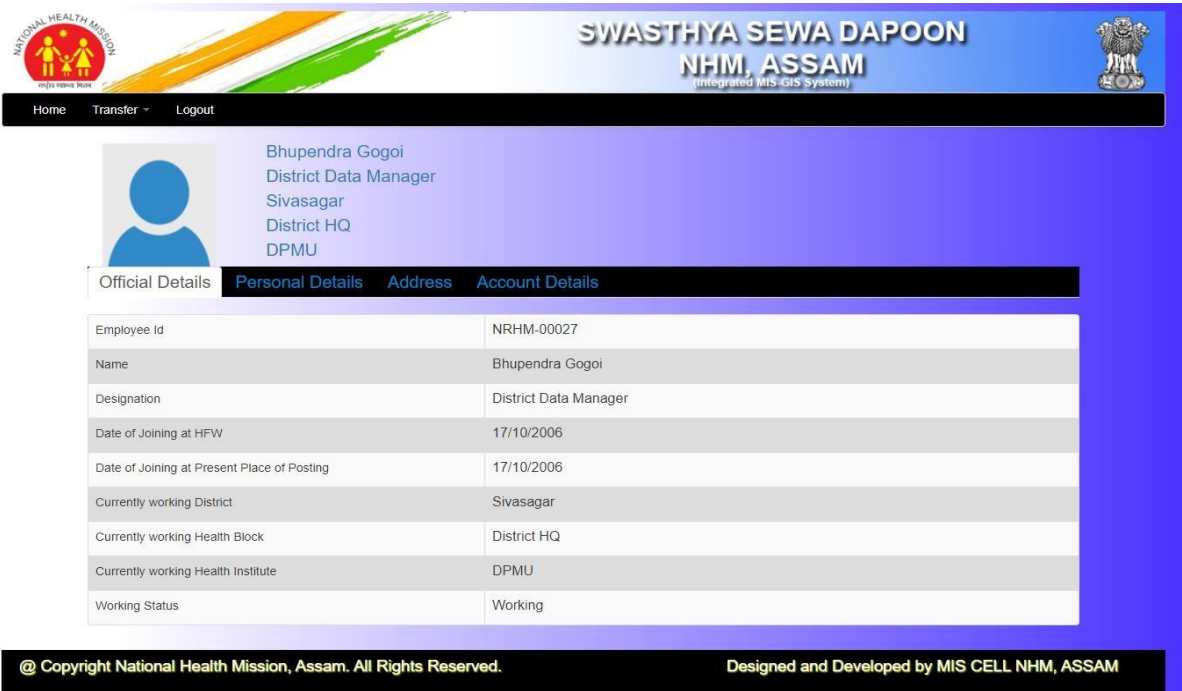 NATIONAL HEALTH MISSION
राष्ट्रीय स्वास्थ्य मिशन
SWASTHYA SEWA DAPOON
NHM, ASSAM
(Integrated MIS-GIS System)
Home Transfer Logout
Bhupendra Gogoi
District Data Manager
Sivasagar
District HQ
DPMU
Official Details Personal Details Address Account Details
Employee Id NRHM-00027
Name Bhupendra Gogoi
Designation District Data Manager
Date of Joining at HFW 17/10/2006
Date of Joining at Present Place of Posting 17/10/2006
Currently working District Sivasagar
Currently working Health Block District HQ
Currently working Health Institute DPMU
Working Status Working
@ Copyright National Health Mission, Assam. All Rights Reserved. Designed and Developed by MIS CELL NHM, ASSAM